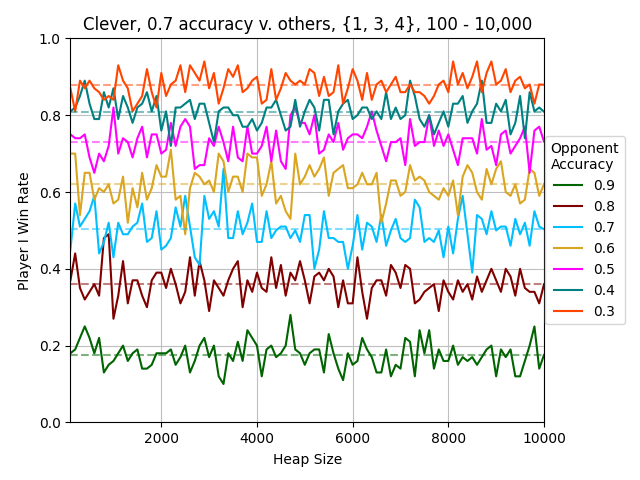 Clever, 0.7 accuracy v. others, {1, 3, 4}, 100 - 10,000
1.0
0.8
0.6
0.4
0.2
0.0
Player I Win Rate
2000 4000 6000 8000 10000
Heap Size
Opponent
Accuracy
0.9
0.8
0.7
0.6
0.5
0.4
0.3